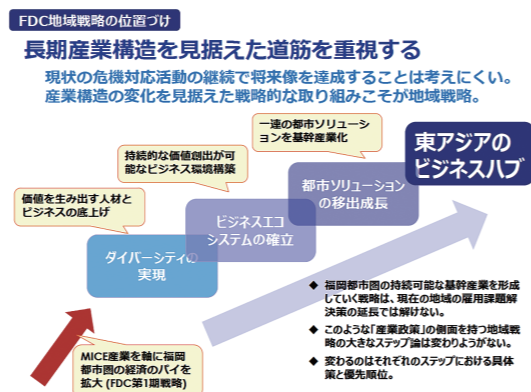 FDC地域戦略の位置づけ
長期産業構造を見据えた道筋を重視する
現状の危機対応活動の継続で将来像を達成することは考えにくい。
産業構造の変化を見据えた戦略的な取り組みこそが地域戦略。
一連の都市ソリューシ
ョンを基幹産業化
東アジアの
ビジネスハブ
持続的な価値創出が可
能なビジネス環境構築
都市ソリューション
の移出成長
価値を生み出す人材と
ビジネスの底上げ
ビジネスエコ
システムの確立
ダイバーシティの
実現
MICE産業を軸に福岡
都市圏の経済のパイを
拡大 (FDC第1期戦略)
◆ 福岡都市圏の持続可能な基幹産業を形成
していく戦略は、現在の地域の雇用課題解
決策の延長では解けない。
◆ このような「産業政策」の側面を持つ地域戦
略の大きなステップ論は変わりようがない。
◆ 変わるのはそれぞれのステップにおける具体
策と優先順位。